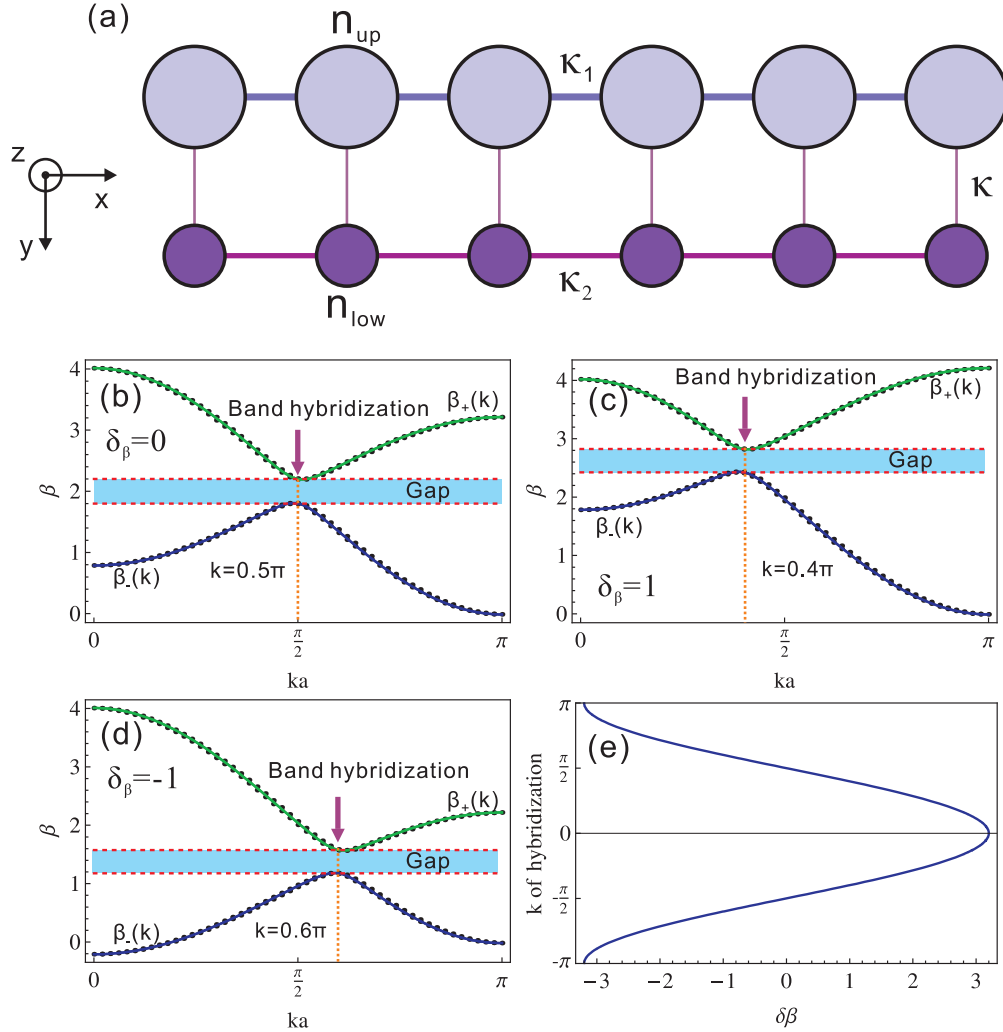 (a)
n_up
κ₁
z
x
y
κ
κ₂
n_low
(b)
δ_β=0
Band hybridization
β₊(k)
Gap
β₋(k)
k=0.5π
β
4
3
2
1
0
0
π/2
π
ka
(c)
Band hybridization
β₊(k)
Gap
β₋(k)
δ_β=1
k=0.4π
β
4
3
2
1
0
0
π/2
π
ka
(d)
δ_β=-1
Band hybridization
β₊(k)
Gap
β₋(k)
k=0.6π
β
4
2
1
0
0
π/2
π
ka
(e)
k of hybridization
π
π/2
0
-π/2
-π
-3
-2
-1
0
1
2
3
δβ